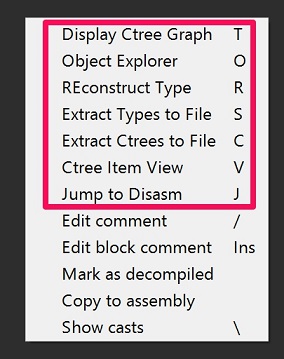 Display Ctree Graph T
Object Explorer O
REconstruct Type R
Extract Types to File S
Extract Ctrees to File C
Ctree Item View V
Jump to Disasm J
Edit comment /
Edit block comment Ins
Mark as decompiled
Copy to assembly
Show casts \